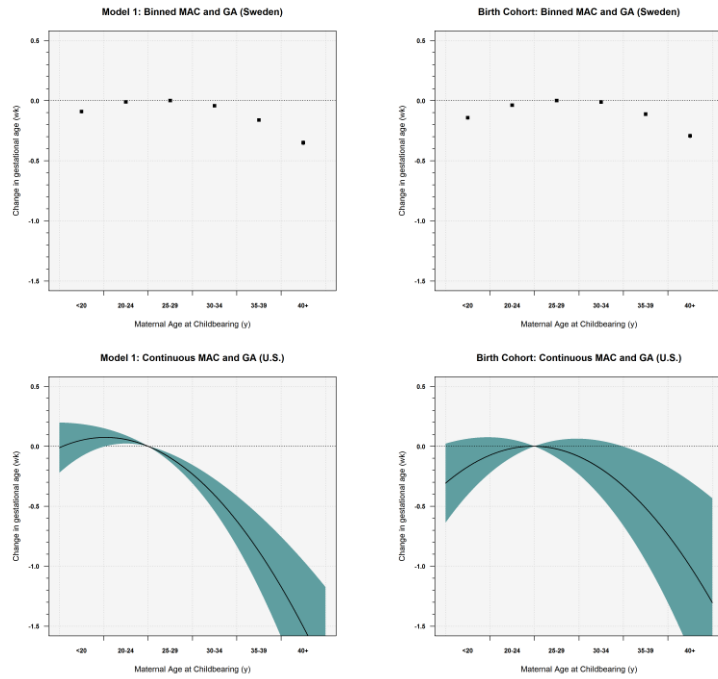 Model 1: Binned MAC and GA (Sweden)
Change in gestational age (wk)
0.5
0.0
-0.5
-1.0
-1.5
<20 20-24 25-29 30-34 35-39 40+
Maternal Age at Childbearing (y)
Birth Cohort: Binned MAC and GA (Sweden)
Change in gestational age (wk)
0.5
0.0
-0.5
-1.0
-1.5
<20 20-24 25-29 30-34 35-39 40+
Maternal Age at Childbearing (y)
Model 1: Continuous MAC and GA (U.S.)
Change in gestational age (wk)
0.5
0.0
-0.5
-1.0
-1.5
<20 20-24 25-29 30-34 35-39 40+
Maternal Age at Childbearing (y)
Birth Cohort: Continuous MAC and GA (U.S.)
Change in gestational age (wk)
0.5
0.0
-0.5
-1.0
-1.5
<20 20-24 25-29 30-34 35-39 40+
Maternal Age at Childbearing (y)